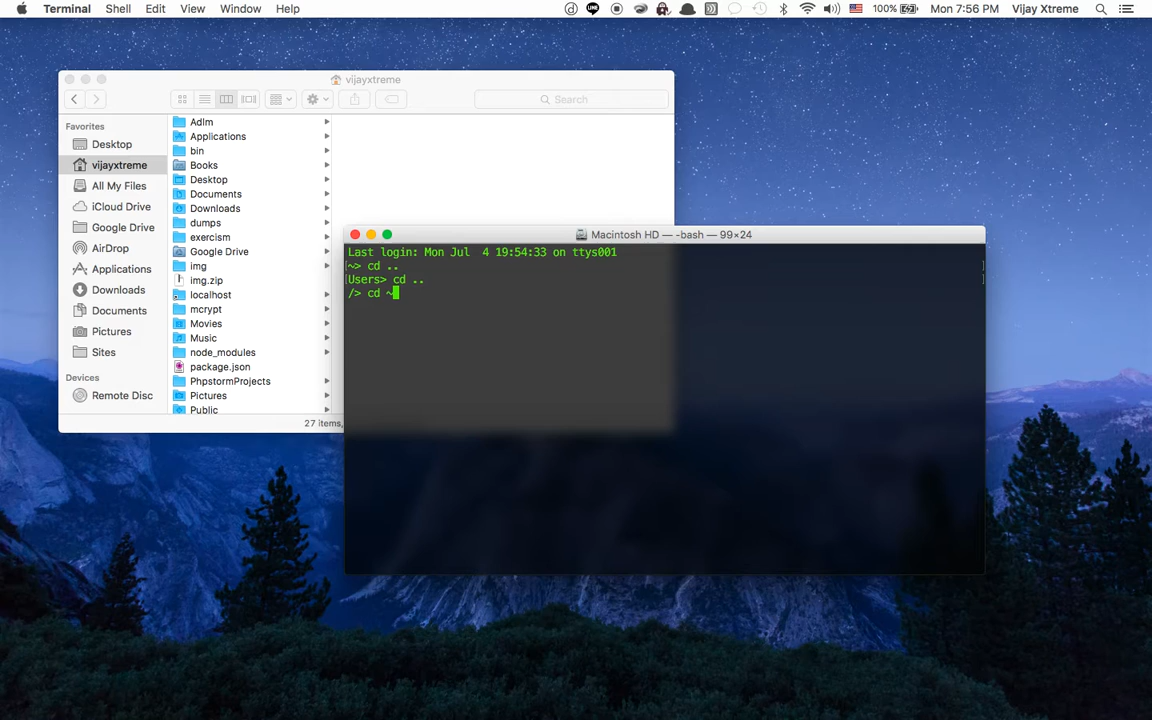 Terminal Shell Edit View Window Help 100% Mon 7:56 PM Vijay Xtreme
vijayxtreme
Search
Favorites
Desktop
vijayxtreme
All My Files
iCloud Drive
Google Drive
AirDrop
Applications
Downloads
Documents
Pictures
Sites
Devices
Remote Disc
Adlm
Applications
bin
Books
Desktop
Documents
Downloads
dumps
exercism
Google Drive
img
img.zip
localhost
mcrypt
Movies
Music
node_modules
package.json
PhpstormProjects
Pictures
Public
27 items,
Macintosh HD — -bash — 99×24
Last login: Mon Jul  4 19:54:33 on ttys001
[~> cd ..
[Users> cd ..
/> cd ~